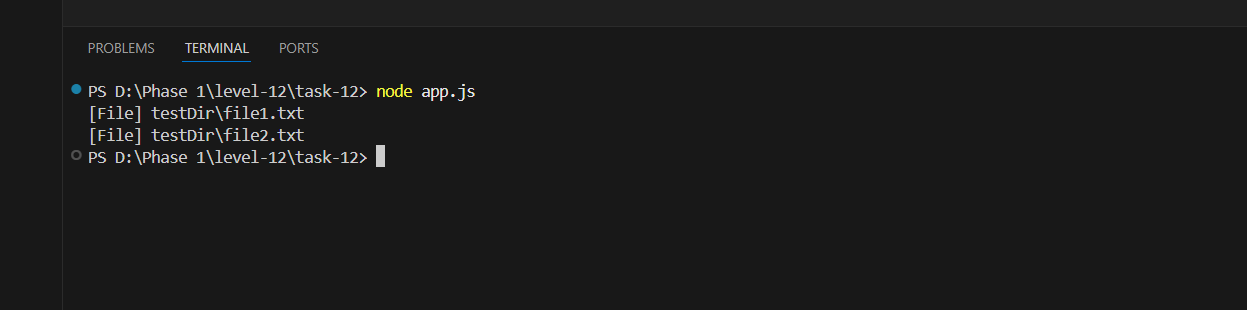 PROBLEMS TERMINAL PORTS
PS D:\Phase 1\level-12\task-12> node app.js
[File] testDir\file1.txt
[File] testDir\file2.txt
PS D:\Phase 1\level-12\task-12>